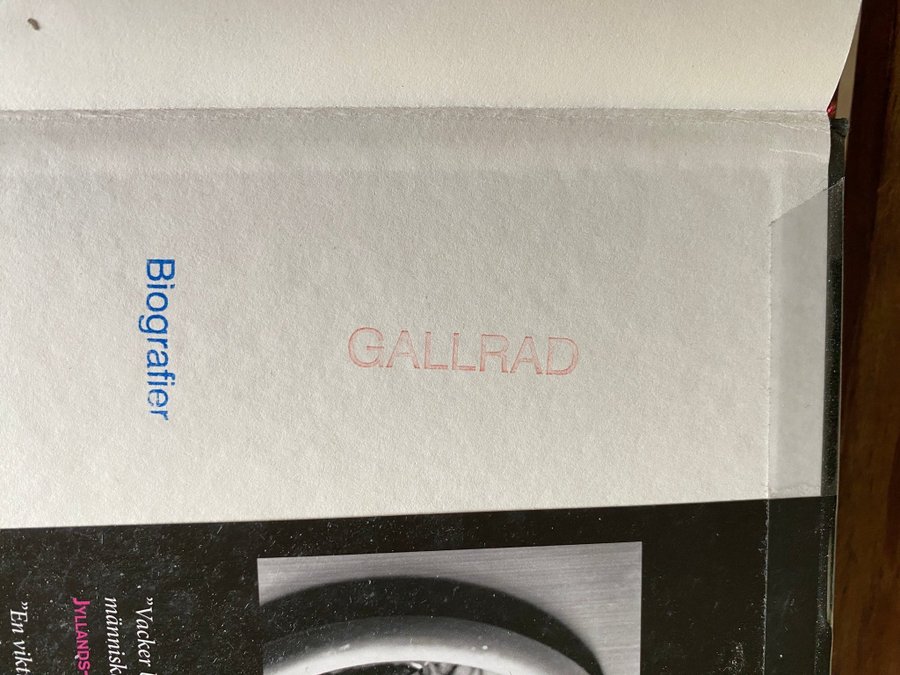 Biografier
GALLRAD
"Vacker
människ
JYLLANDS-
"En vikt